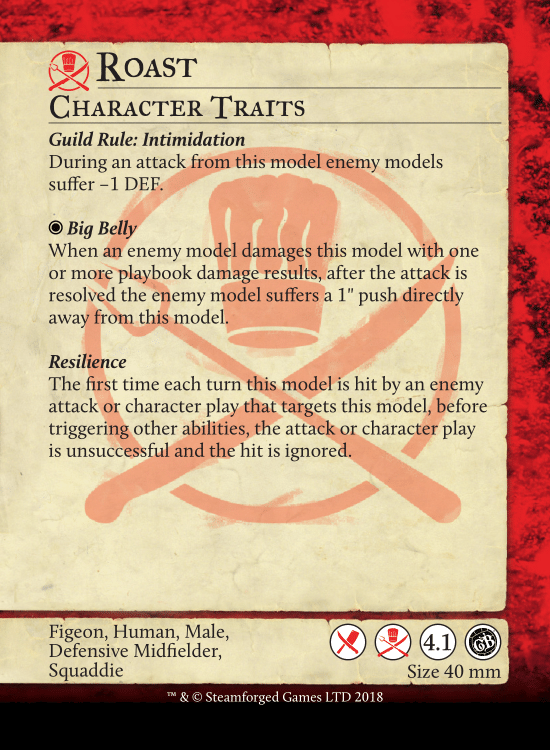 Roast
Character Traits
Guild Rule: Intimidation
During an attack from this model enemy models
suffer –1 DEF.
Big Belly
When an enemy model damages this model with one
or more playbook damage results, after the attack is
resolved the enemy model suffers a 1" push directly
away from this model.
Resilience
The first time each turn this model is hit by an enemy
attack or character play that targets this model, before
triggering other abilities, the attack or character play
is unsuccessful and the hit is ignored.
Figeon, Human, Male,
Defensive Midfielder,
Squaddie
4.1 GB
Size 40 mm
™ & © Steamforged Games LTD 2018